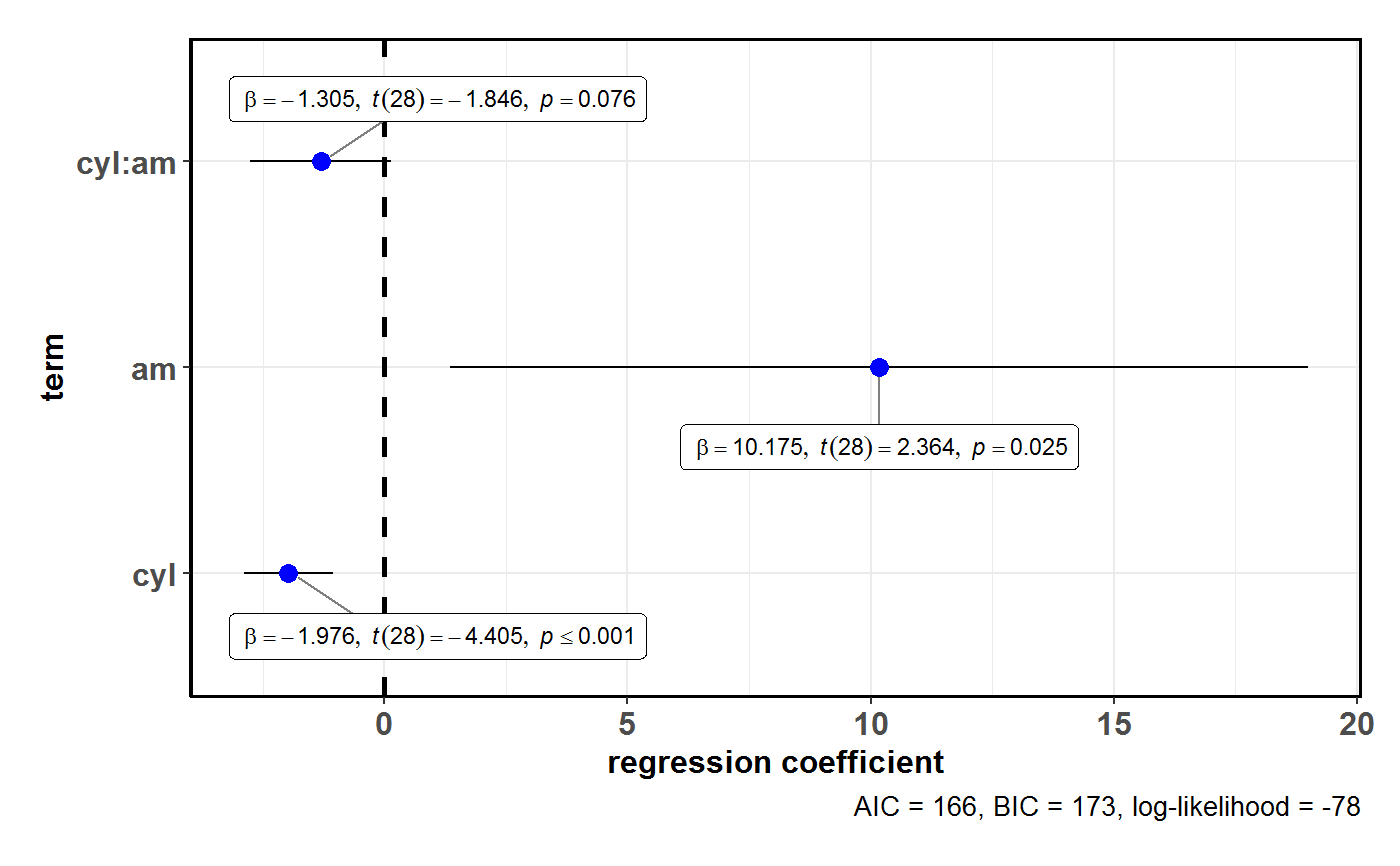 β = −1.305, t(28) = −1.846, p = 0.076
cyl:am
term
am
β = 10.175, t(28) = 2.364, p = 0.025
cyl
β = −1.976, t(28) = −4.405, p ≤ 0.001
0 5 10 15 20
regression coefficient
AIC = 166, BIC = 173, log-likelihood = -78